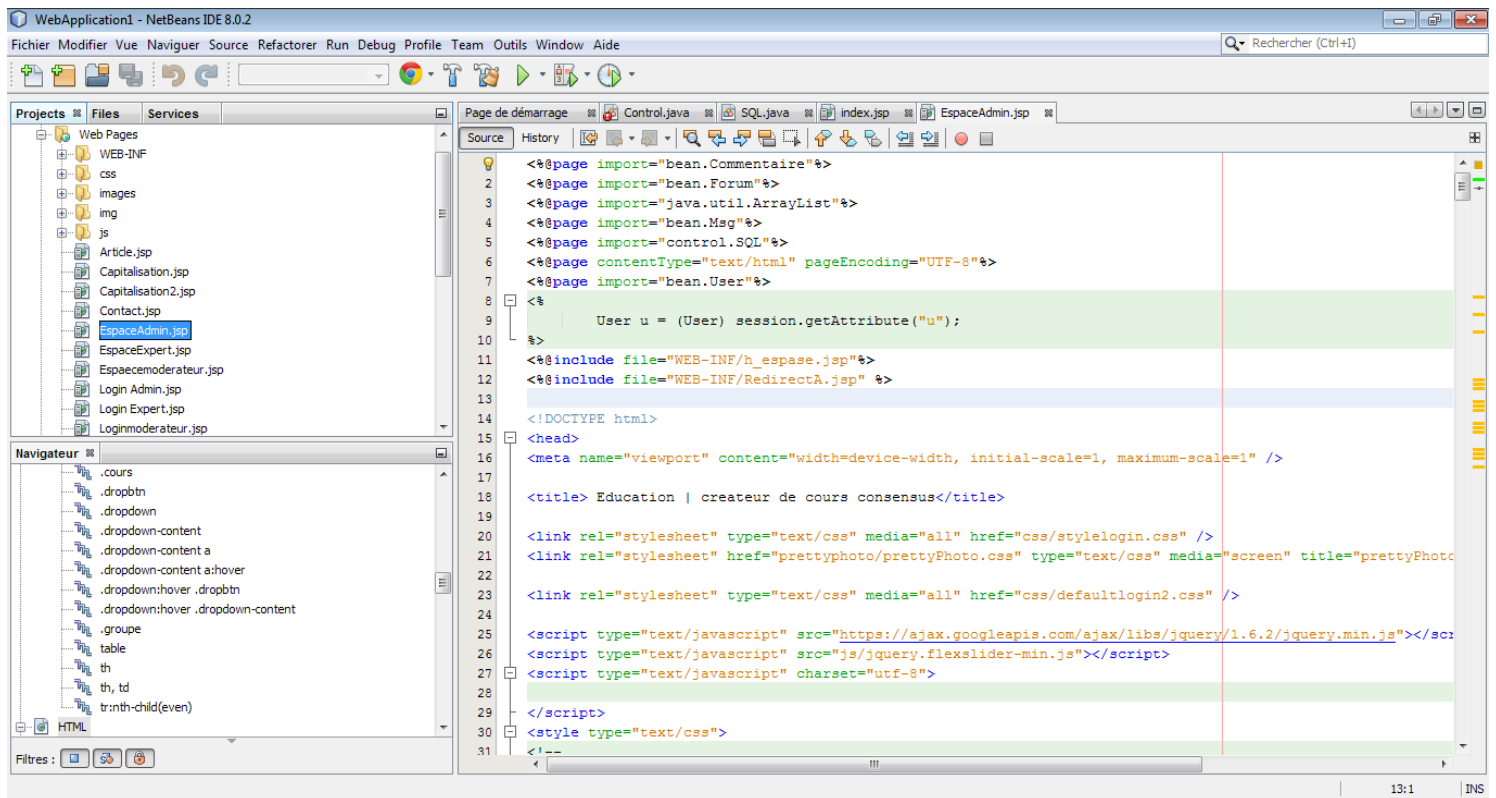 WebApplication1 - NetBeans IDE 8.0.2
Fichier Modifier Vue Naviguer Source Refactorer Run Debug Profile Team Outils Window Aide
Rechercher (Ctrl+I)
Projects Files Services
Web Pages
WEB-INF
css
images
img
js
Article.jsp
Capitalisation.jsp
Capitalisation2.jsp
Contact.jsp
EspaceAdmin.jsp
EspaceExpert.jsp
Espaecemoderateur.jsp
Login Admin.jsp
Login Expert.jsp
Loginmoderateur.jsp
Navigateur
.cours
.dropbtn
.dropdown
.dropdown-content
.dropdown-content a
.dropdown-content a:hover
.dropdown:hover .dropbtn
.dropdown:hover .dropdown-content
.groupe
table
th
th, td
tr:nth-child(even)
HTML
Filtres :
Page de démarrage Control.java SQL.java index.jsp EspaceAdmin.jsp
Source History
<%@page import="bean.Commentaire"%>
2 <%@page import="bean.Forum"%>
3 <%@page import="java.util.ArrayList"%>
4 <%@page import="bean.Msg"%>
5 <%@page import="control.SQL"%>
6 <%@page contentType="text/html" pageEncoding="UTF-8"%>
7 <%@page import="bean.User"%>
8 <%
9 User u = (User) session.getAttribute("u");
10 %>
11 <%@include file="WEB-INF/h_espase.jsp"%>
12 <%@include file="WEB-INF/RedirectA.jsp" %>
13
14 <!DOCTYPE html>
15 <head>
16 <meta name="viewport" content="width=device-width, initial-scale=1, maximum-scale=1" />
17
18 <title> Education | createur de cours consensus</title>
19
20 <link rel="stylesheet" type="text/css" media="all" href="css/stylelogin.css" />
21 <link rel="stylesheet" href="prettyphoto/prettyPhoto.css" type="text/css" media="screen" title="prettyPhoto
22
23 <link rel="stylesheet" type="text/css" media="all" href="css/defaultlogin2.css" />
24
25 <script type="text/javascript" src="https://ajax.googleapis.com/ajax/libs/jquery/1.6.2/jquery.min.js"></scr
26 <script type="text/javascript" src="js/jquery.flexslider-min.js"></script>
27 <script type="text/javascript" charset="utf-8">
28
29 </script>
30 <style type="text/css">
31 <!--
13:1 INS